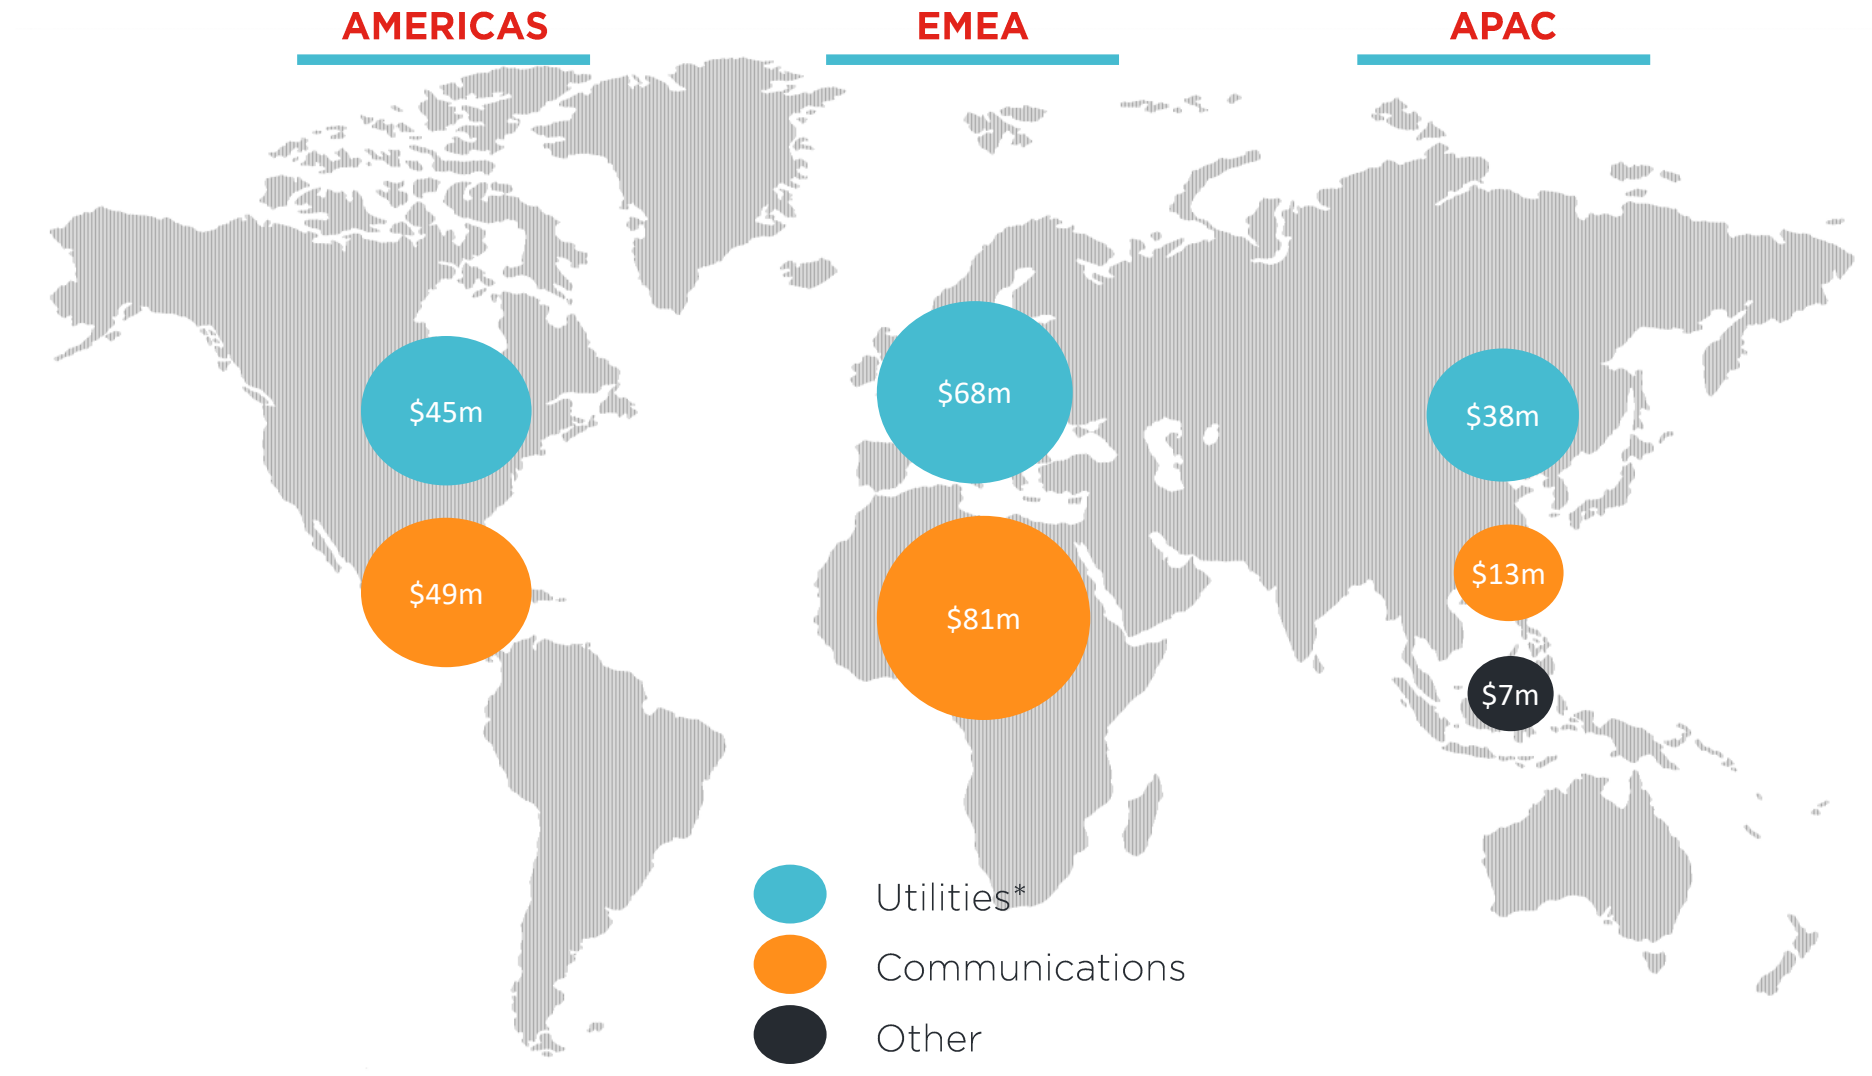 AMERICAS
EMEA
APAC
$45m
$68m
$38m
$49m
$81m
$13m
$7m
Utilities*
Communications
Other